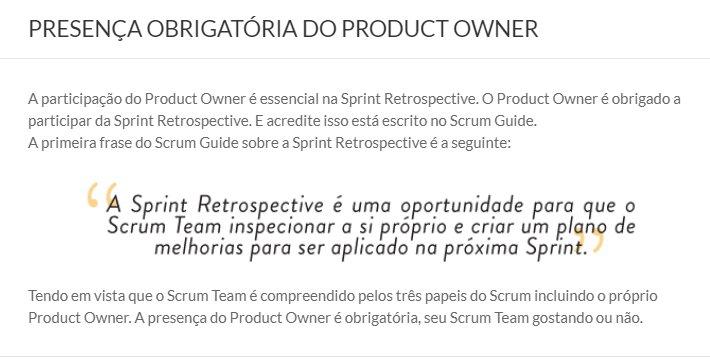 PRESENÇA OBRIGATÓRIA DO PRODUCT OWNER
A participação do Product Owner é essencial na Sprint Retrospective. O Product Owner é obrigado a
participar da Sprint Retrospective. E acredite isso está escrito no Scrum Guide.
A primeira frase do Scrum Guide sobre a Sprint Retrospective é a seguinte:
“A Sprint Retrospective é uma oportunidade para que o
Scrum Team inspecionar a si próprio e criar um plano de
melhorias para ser aplicado na próxima Sprint.”
Tendo em vista que o Scrum Team é compreendido pelos três papeis do Scrum incluindo o próprio
Product Owner. A presença do Product Owner é obrigatória, seu Scrum Team gostando ou não.